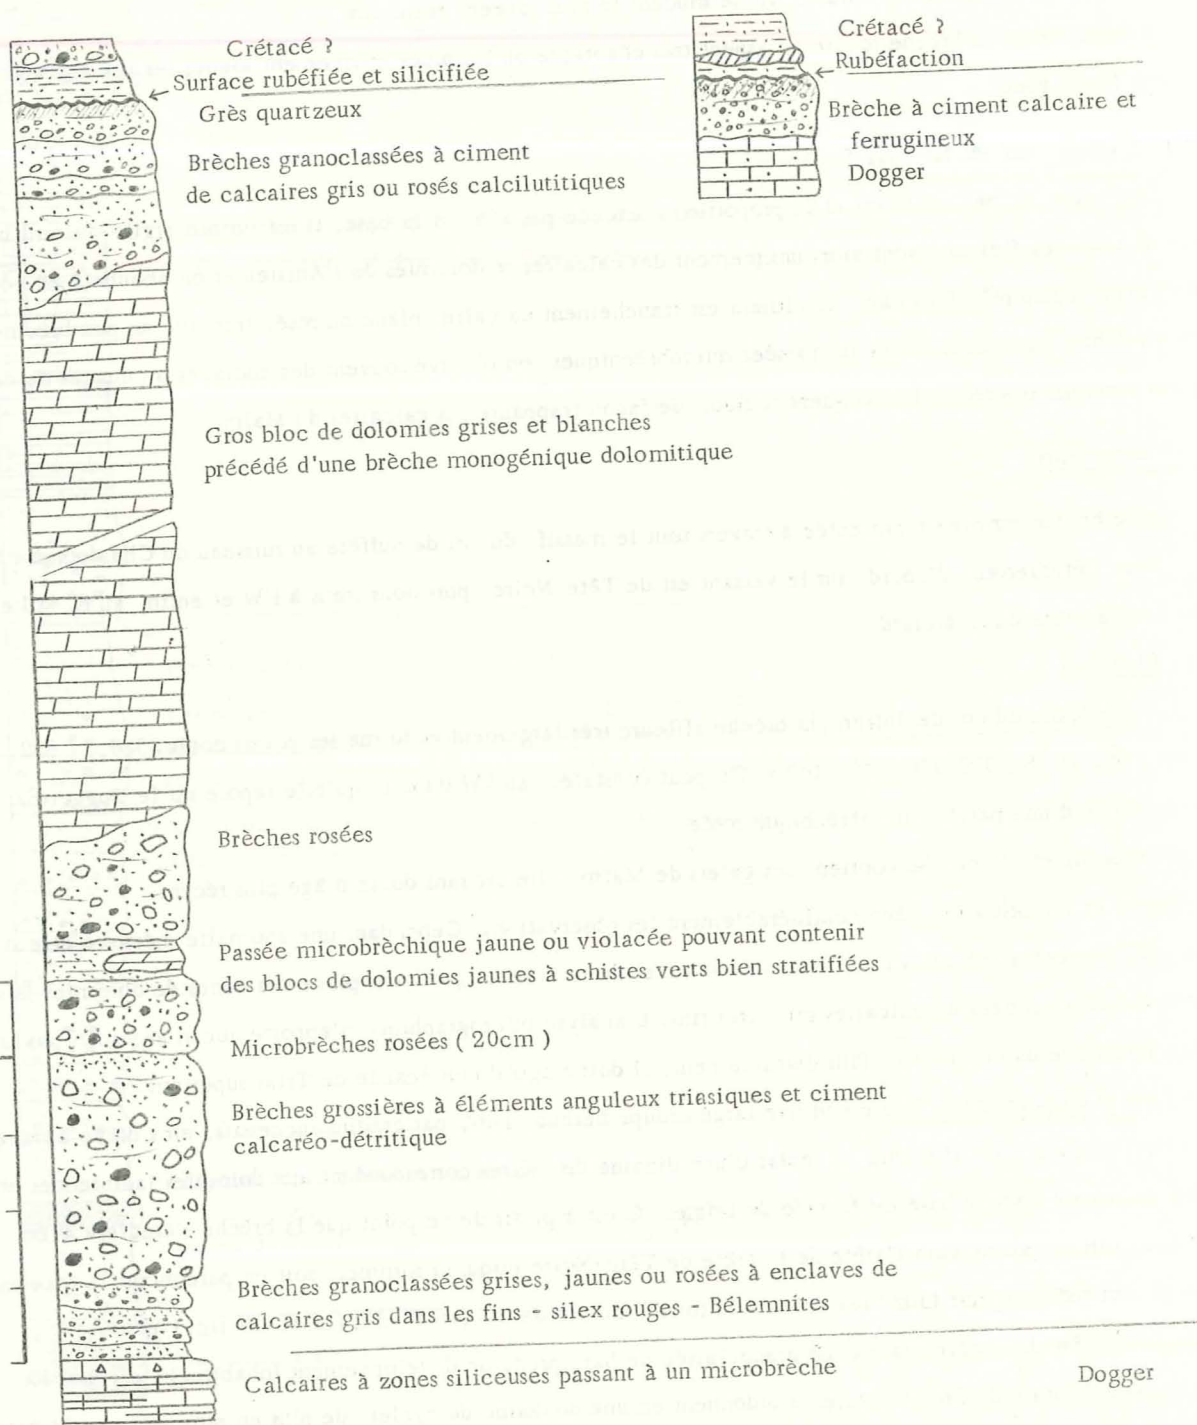 Crétacé ?
Surface rubéfiée et silicifiée
Grès quartzeux
Brèches granoclassées à ciment
de calcaires gris ou rosés calcilutitiques
Crétacé ?
Rubéfaction
Brèche à ciment calcaire et
ferrugineux
Dogger
Gros bloc de dolomies grises et blanches
précédé d'une brèche monogénique dolomitique
Brèches rosées
Passée microbrèchique jaune ou violacée pouvant contenir
des blocs de dolomies jaunes à schistes verts bien stratifiées
Microbrèches rosées ( 20cm )
Brèches grossières à éléments anguleux triasiques et ciment
calcaréo-détritique
Brèches granoclassées grises, jaunes ou rosées à enclaves de
calcaires gris dans les fins - silex rouges - Bélemnites
Calcaires à zones siliceuses passant à un microbrèche
Dogger